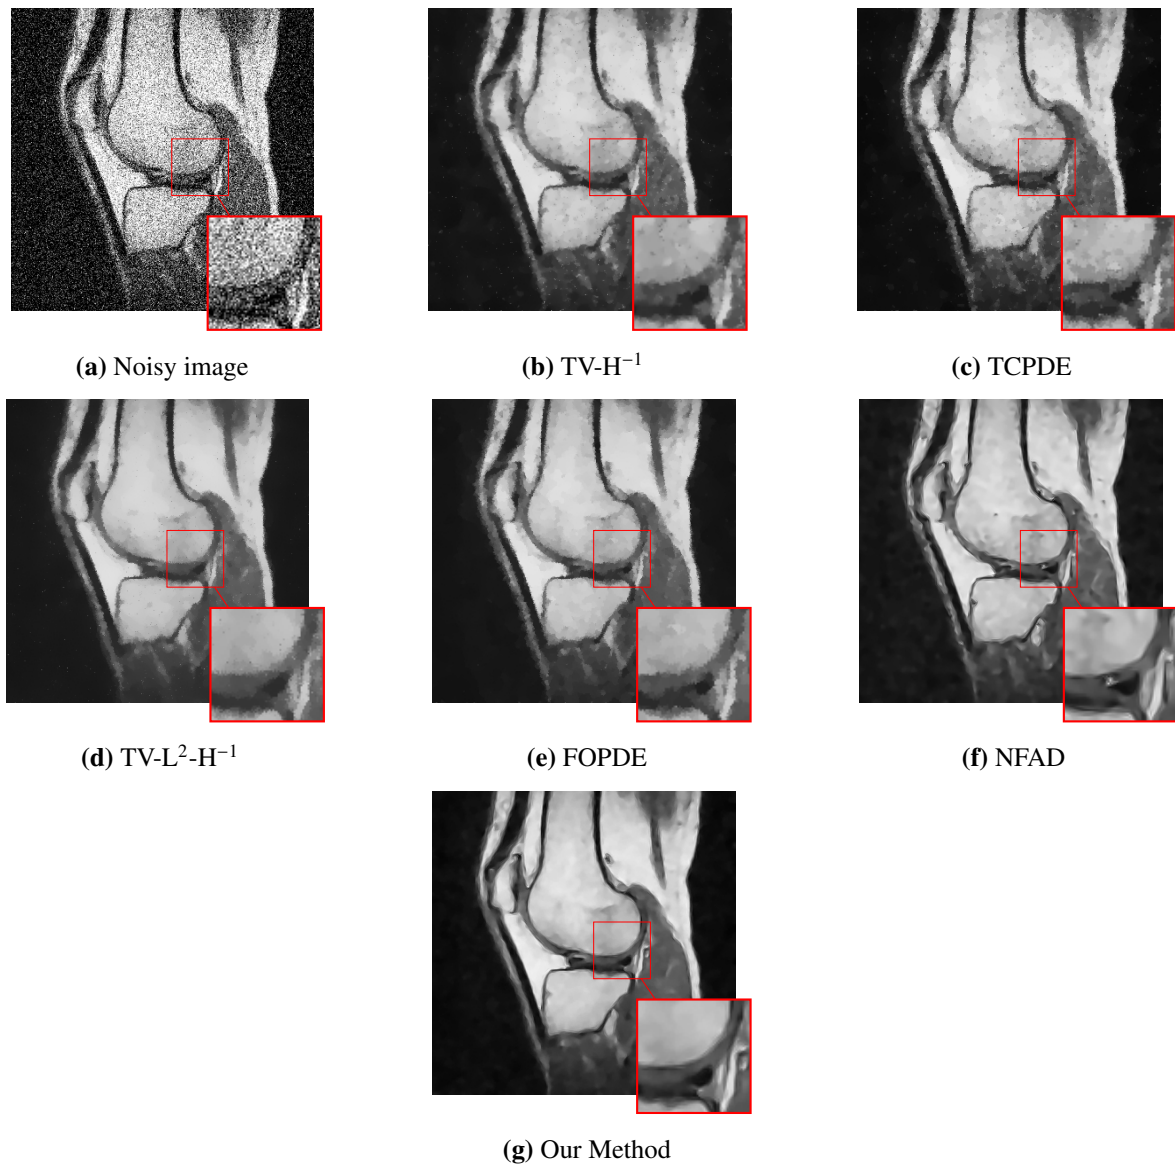 (a) Noisy image
(b) TV-H⁻¹
(c) TCPDE
(d) TV-L²-H⁻¹
(e) FOPDE
(f) NFAD
(g) Our Method